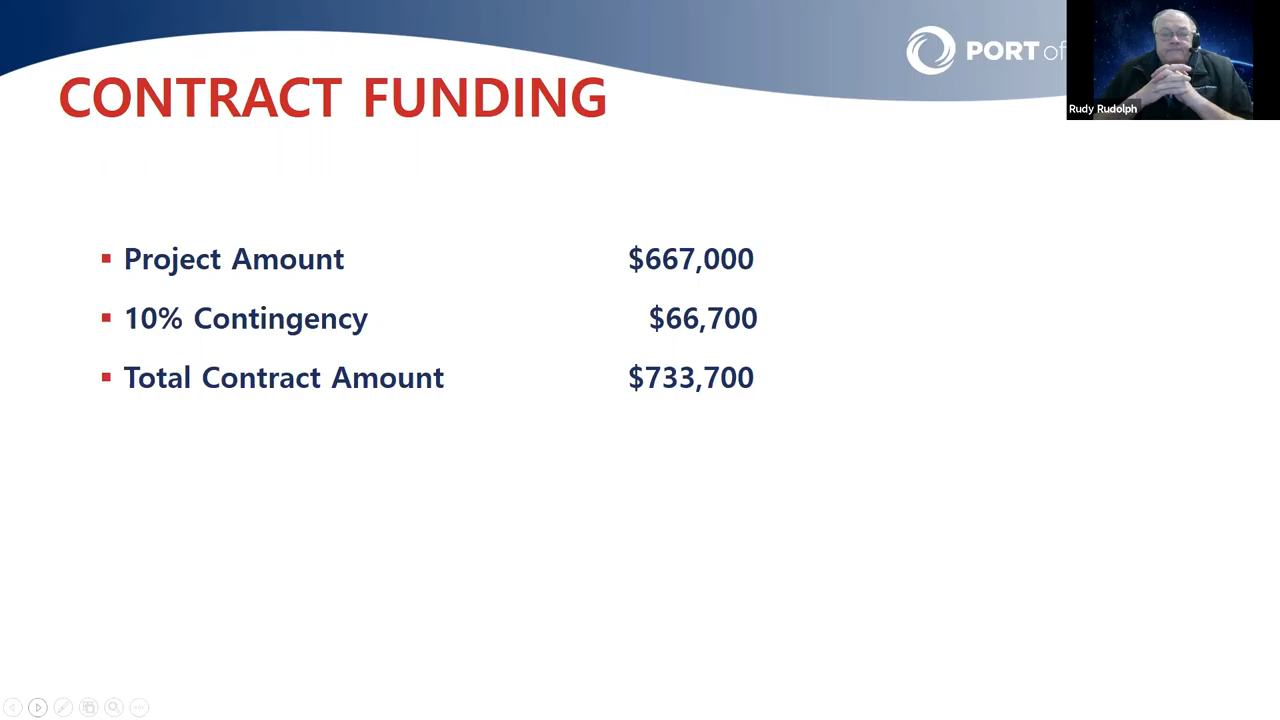 PORT of
Rudy Rudolph
CONTRACT FUNDING
▪ Project Amount $667,000
▪ 10% Contingency $66,700
▪ Total Contract Amount $733,700